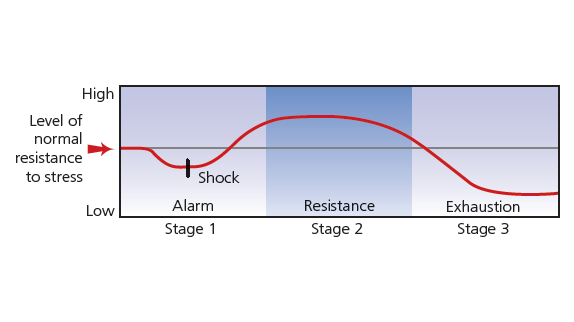 High
Level of
normal
resistance
to stress
Shock
Low
Alarm
Resistance
Exhaustion
Stage 1
Stage 2
Stage 3